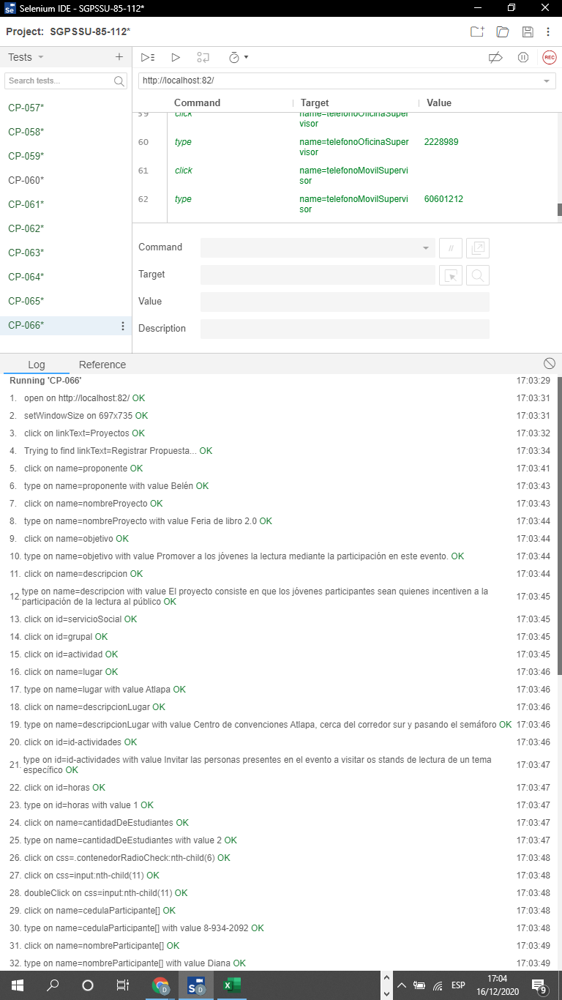 Selenium IDE - SGPSSU-85-112*
Project: SGPSSU-85-112*
Tests
Search tests...
CP-057*
CP-058*
CP-059*
CP-060*
CP-061*
CP-062*
CP-063*
CP-064*
CP-065*
CP-066*
REC
http://localhost:82/
Command Target Value
59 click name=telefonoOficinaSuper
visor
60 type name=telefonoOficinaSuper 2228989
visor
61 click name=telefonoMovilSupervi
sor
62 type name=telefonoMovilSupervi 60601212
sor
Command //
Target
Value
Description
Log Reference
Running 'CP-066' 17:03:29
1. open on http://localhost:82/ OK 17:03:31
2. setWindowSize on 697x735 OK 17:03:31
3. click on linkText=Proyectos OK 17:03:32
4. Trying to find linkText=Registrar Propuesta... OK 17:03:34
5. click on name=proponente OK 17:03:41
6. type on name=proponente with value Belén OK 17:03:43
7. click on name=nombreProyecto OK 17:03:43
8. type on name=nombreProyecto with value Feria de libro 2.0 OK 17:03:44
9. click on name=objetivo OK 17:03:44
10. type on name=objetivo with value Promover a los jóvenes la lectura mediante la participación en este evento. OK 17:03:44
11. click on name=descripcion OK 17:03:44
12. type on name=descripcion with value El proyecto consiste en que los jóvenes participantes sean quienes incentiven a la
participación de la lectura al público OK 17:03:45
13. click on id=servicioSocial OK 17:03:45
14. click on id=grupal OK 17:03:45
15. click on id=actividad OK 17:03:45
16. click on name=lugar OK 17:03:46
17. type on name=lugar with value Atlapa OK 17:03:46
18. click on name=descripcionLugar OK 17:03:46
19. type on name=descripcionLugar with value Centro de convenciones Atlapa, cerca del corredor sur y pasando el semáforo OK 17:03:46
20. click on id=id-actividades OK 17:03:46
21. type on id=id-actividades with value Invitar las personas presentes en el evento a visitar os stands de lectura de un tema
específico OK 17:03:47
22. click on id=horas OK 17:03:47
23. type on id=horas with value 1 OK 17:03:47
24. click on name=cantidadDeEstudiantes OK 17:03:47
25. type on name=cantidadDeEstudiantes with value 2 OK 17:03:47
26. click on css=.contenedorRadioCheck:nth-child(6) OK 17:03:48
27. click on css=input:nth-child(11) OK 17:03:48
28. doubleClick on css=input:nth-child(11) OK 17:03:48
29. click on name=cedulaParticipante[] OK 17:03:48
30. type on name=cedulaParticipante[] with value 8-934-2092 OK 17:03:48
31. click on name=nombreParticipante[] OK 17:03:49
32. type on name=nombreParticipante[] with value Diana OK 17:03:49
ESP
17:04
16/12/2020
9